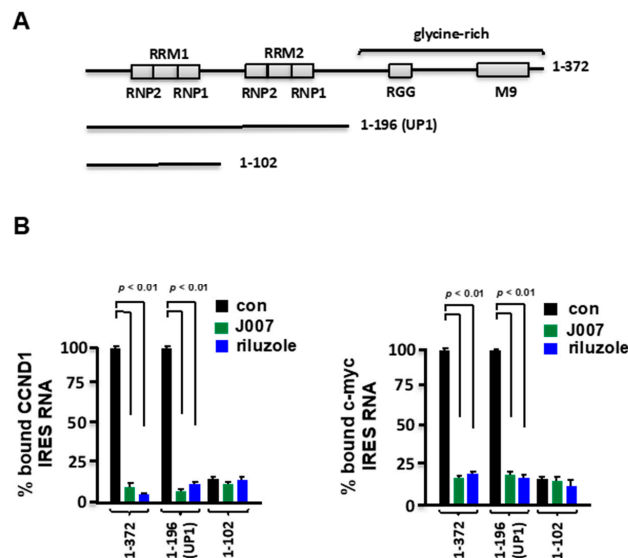 A
glycine-rich
RRM1 RRM2
1-372
RNP2 RNP1 RNP2 RNP1 RGG M9
1-196 (UP1)
1-102
B
p < 0.01 p < 0.01
con
J007
riluzole
% bound CCND1
IRES RNA
100
75
50
25
0
1-372
1-196
(UP1)
1-102
p < 0.01 p < 0.01
con
J007
riluzole
% bound c-myc
IRES RNA
100
75
50
25
0
1-372
1-196
(UP1)
1-102